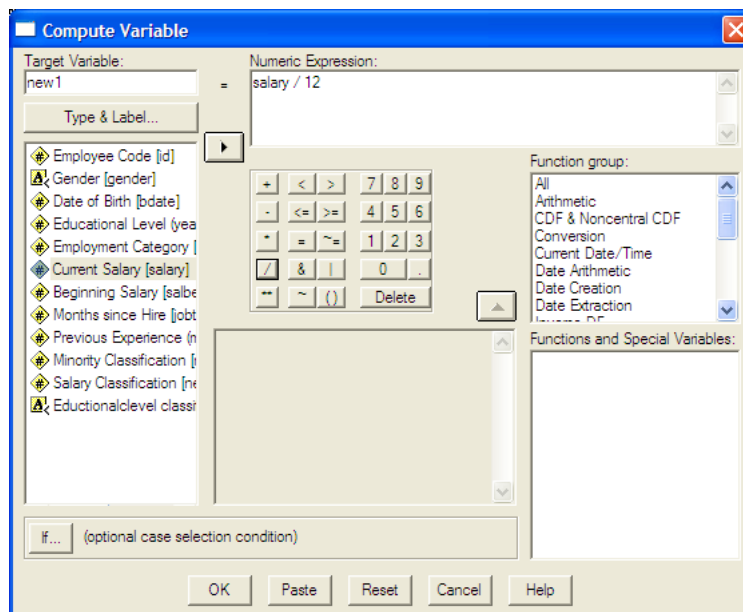 Compute Variable
Target Variable:
new1
=
Numeric Expression:
salary / 12
Type & Label...
Employee Code [id]
Gender [gender]
Date of Birth [bdate]
Educational Level (yea
Employment Category [
Current Salary [salary]
Beginning Salary [salbe
Months since Hire [jobt
Previous Experience (n
Minority Classification [
Salary Classification [ne
Eductionalclevel classif
+ < > 7 8 9
- <= >= 4 5 6
* = ~= 1 2 3
/ & | 0 .
** ~ () Delete
Function group:
All
Arithmetic
CDF & Noncentral CDF
Conversion
Current Date/Time
Date Arithmetic
Date Creation
Date Extraction
Functions and Special Variables:
If... (optional case selection condition)
OK Paste Reset Cancel Help